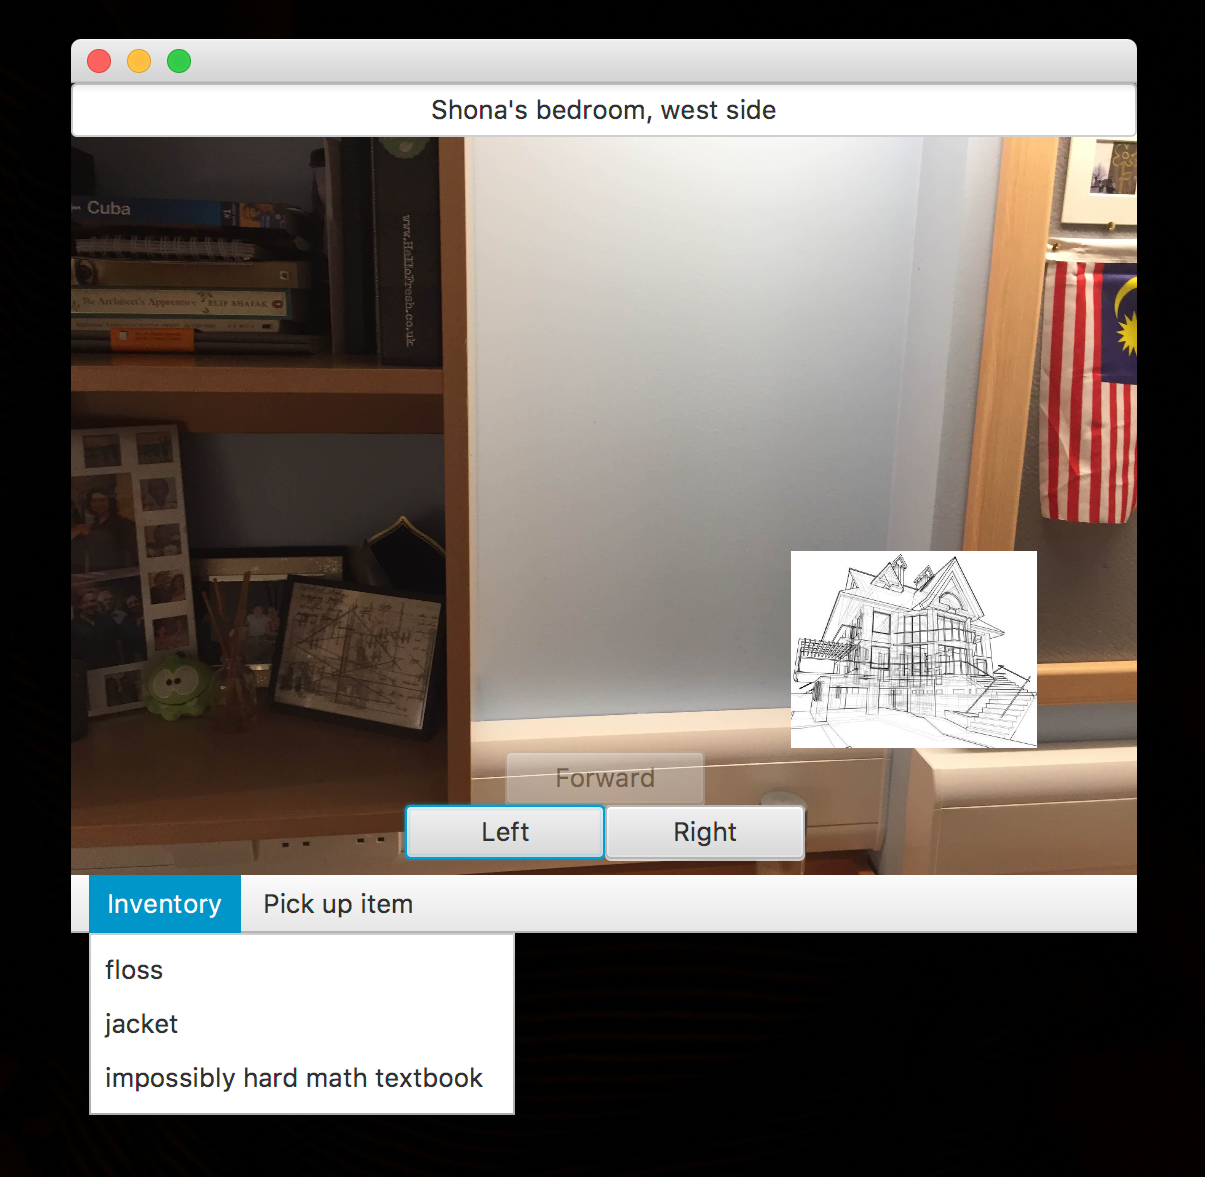 Shona's bedroom, west side
Cuba
www.HelloFresh.co.uk
The Architect's Apprentice ELIF SHAFAK
Forward
Left Right
Inventory Pick up item
floss
jacket
impossibly hard math textbook